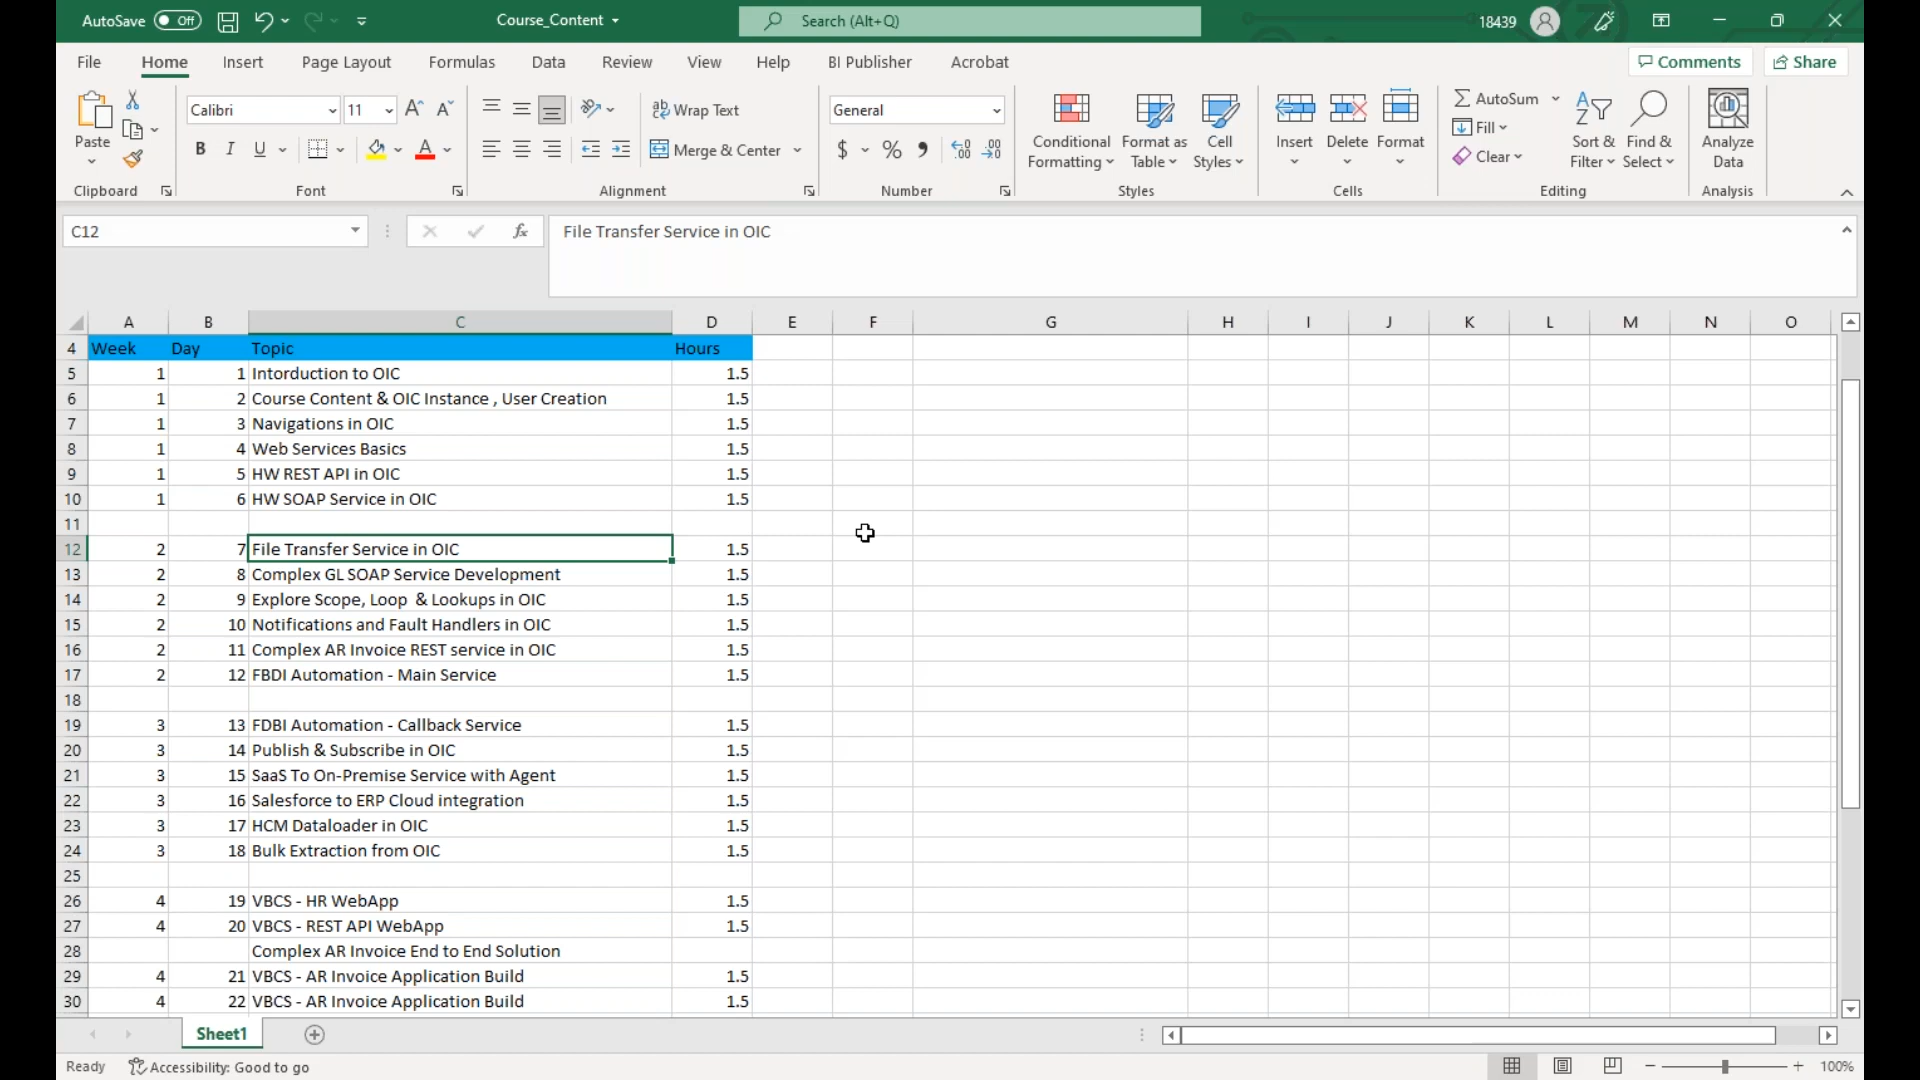 AutoSave Off Course_Content Search (Alt+Q) 18439
File Home Insert Page Layout Formulas Data Review View Help BI Publisher Acrobat Comments Share
Paste Calibri 11 Wrap Text General Conditional Formatting Format as Table Cell Styles Insert Delete Format AutoSum Fill Clear Sort & Filter Find & Select Analyze Data
B I U A Merge & Center $ %
Clipboard Font Alignment Number Styles Cells Editing Analysis
C12 fx File Transfer Service in OIC
A B C D E F G H I J K L M N O
4 Week Day Topic Hours
5 1 1 Intorduction to OIC 1.5
6 1 2 Course Content & OIC Instance , User Creation 1.5
7 1 3 Navigations in OIC 1.5
8 1 4 Web Services Basics 1.5
9 1 5 HW REST API in OIC 1.5
10 1 6 HW SOAP Service in OIC 1.5
11
12 2 7 File Transfer Service in OIC 1.5
13 2 8 Complex GL SOAP Service Development 1.5
14 2 9 Explore Scope, Loop & Lookups in OIC 1.5
15 2 10 Notifications and Fault Handlers in OIC 1.5
16 2 11 Complex AR Invoice REST service in OIC 1.5
17 2 12 FBDI Automation - Main Service 1.5
18
19 3 13 FDBI Automation - Callback Service 1.5
20 3 14 Publish & Subscribe in OIC 1.5
21 3 15 SaaS To On-Premise Service with Agent 1.5
22 3 16 Salesforce to ERP Cloud integration 1.5
23 3 17 HCM Dataloader in OIC 1.5
24 3 18 Bulk Extraction from OIC 1.5
25
26 4 19 VBCS - HR WebApp 1.5
27 4 20 VBCS - REST API WebApp 1.5
28 Complex AR Invoice End to End Solution
29 4 21 VBCS - AR Invoice Application Build 1.5
30 4 22 VBCS - AR Invoice Application Build 1.5
Sheet1
Ready Accessibility: Good to go 100%